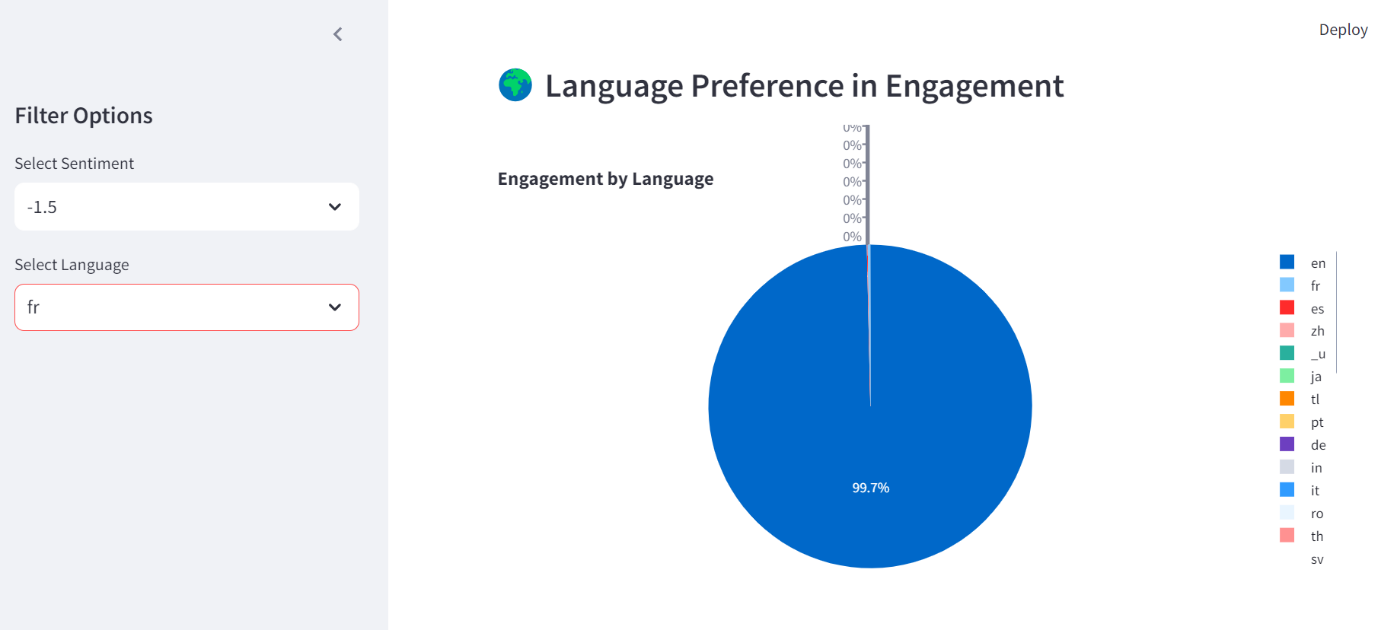 Deploy
Filter Options
Select Sentiment
-1.5
Select Language
fr
Language Preference in Engagement
Engagement by Language
0%
0%
0%
0%
0%
0%
0%
99.7%
en
fr
es
zh
_u
ja
tl
pt
de
in
it
ro
th
sv